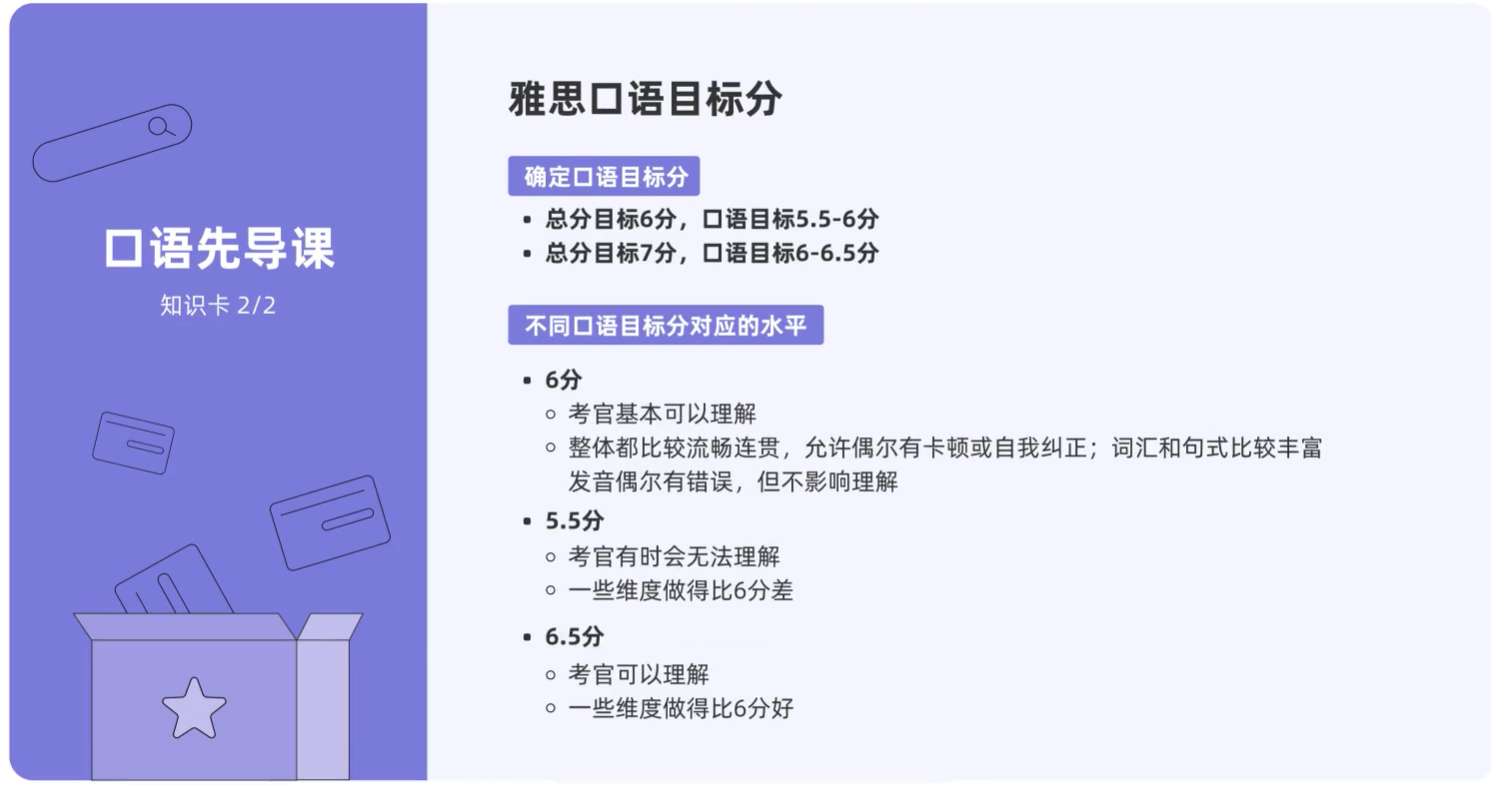 口语先导课
知识卡 2/2
雅思口语目标分
确定口语目标分
• 总分目标6分，口语目标5.5-6分
• 总分目标7分，口语目标6-6.5分
不同口语目标分对应的水平
• 6分
○ 考官基本可以理解
○ 整体都比较流畅连贯，允许偶尔有卡顿或自我纠正；词汇和句式比较丰富
发音偶尔有错误，但不影响理解
• 5.5分
○ 考官有时会无法理解
○ 一些维度做得比6分差
• 6.5分
○ 考官可以理解
○ 一些维度做得比6分好